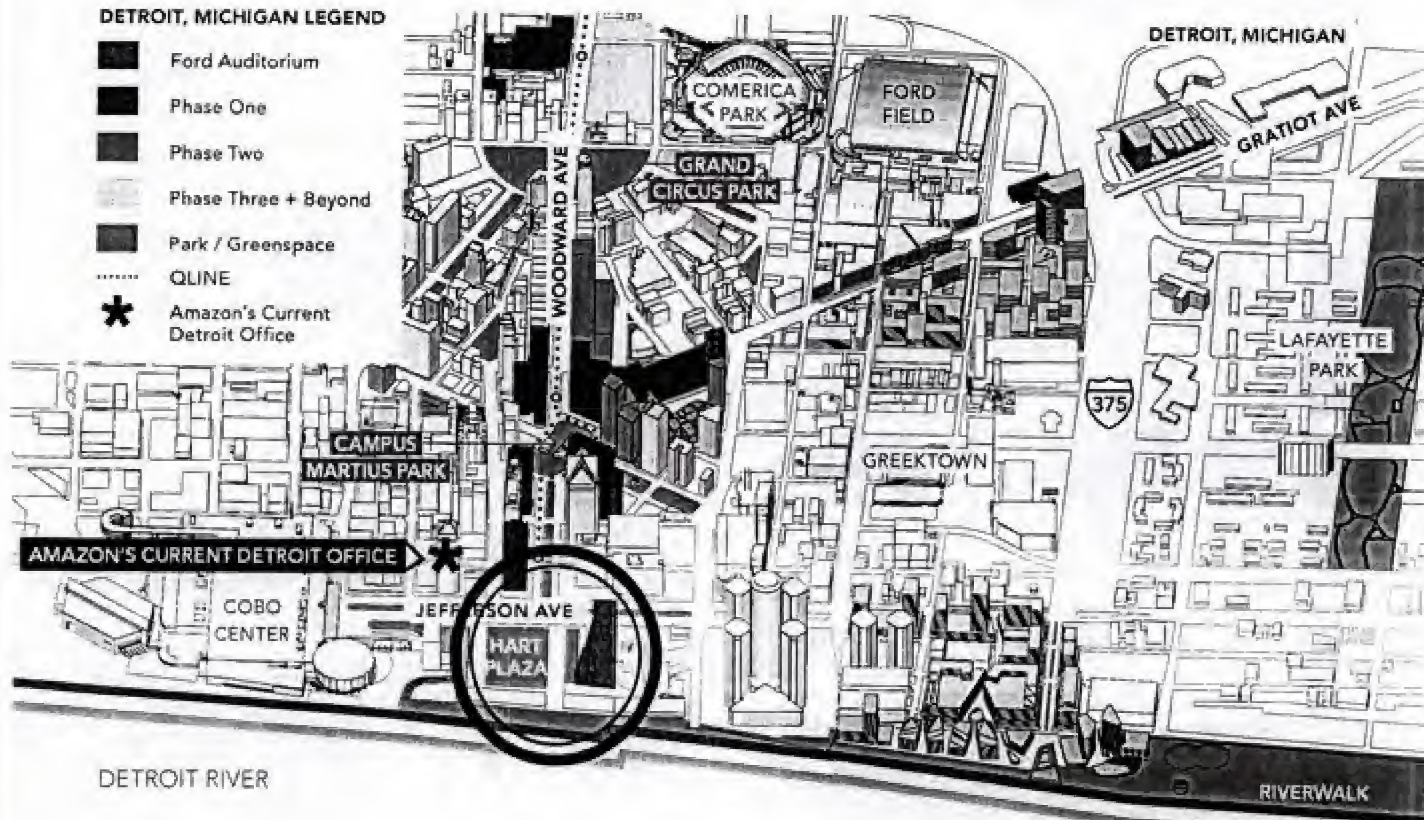 DETROIT, MICHIGAN LEGEND
Ford Auditorium
Phase One
Phase Two
Phase Three + Beyond
Park / Greenspace
QLINE
Amazon's Current
Detroit Office
DETROIT, MICHIGAN
COMERICA
PARK
FORD
FIELD
GRATIOT AVE
GRAND
CIRCUS PARK
WOODWARD AVE
LAFAYETTE
PARK
375
CAMPUS
MARTIUS PARK
GREEKTOWN
AMAZON'S CURRENT DETROIT OFFICE
COBO
CENTER
JEFFERSON AVE
HART
PLAZA
DETROIT RIVER
RIVERWALK